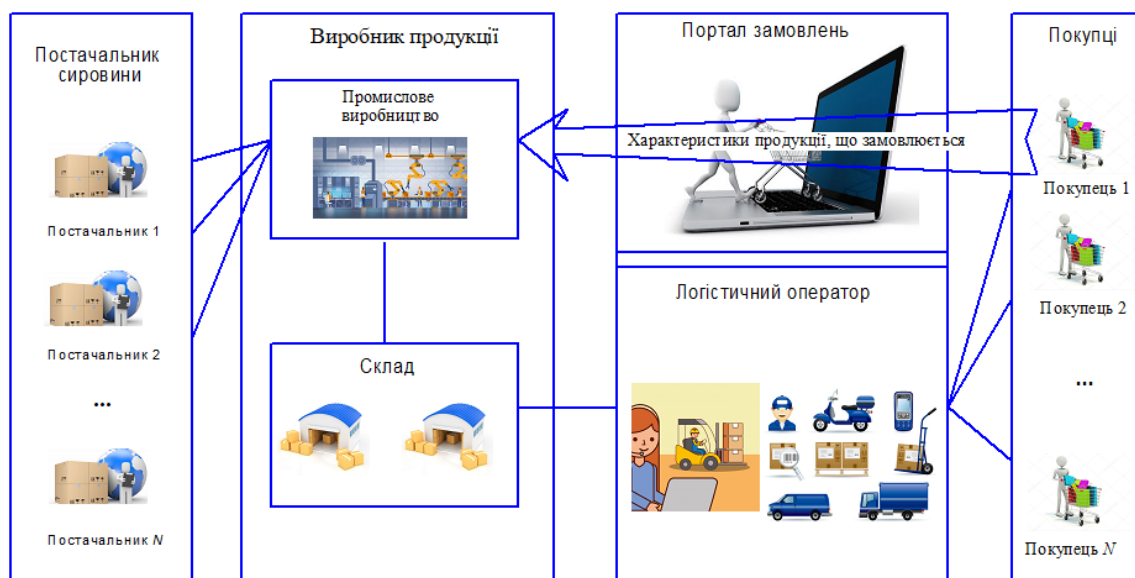 Постачальник
сировини
Постачальник 1
Постачальник 2
...
Постачальник N
Виробник продукції
Промислове
виробництво
Склад
Портал замовлень
Характеристики продукції, що замовлюється
Логістичний оператор
Покупці
Покупець 1
Покупець 2
...
Покупець N